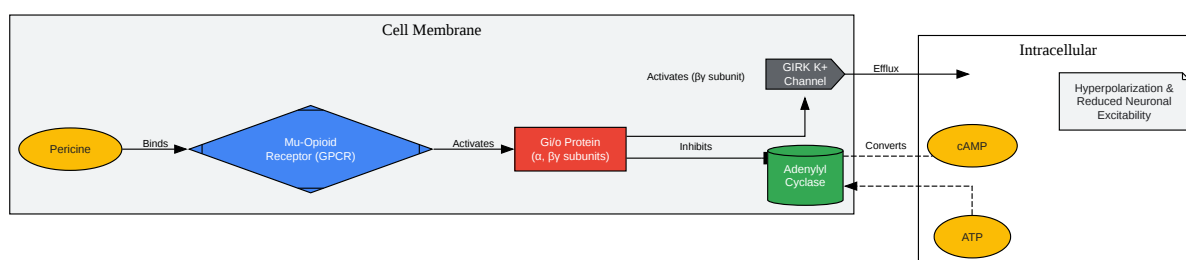 Cell Membrane
Intracellular
Pericine
Binds
Mu-Opioid
Receptor (GPCR)
Activates
Gi/o Protein
(α, βγ subunits)
Activates (βγ subunit)
Inhibits
GIRK K+
Channel
Efflux
Adenylyl
Cyclase
Converts
cAMP
ATP
Hyperpolarization &
Reduced Neuronal
Excitability